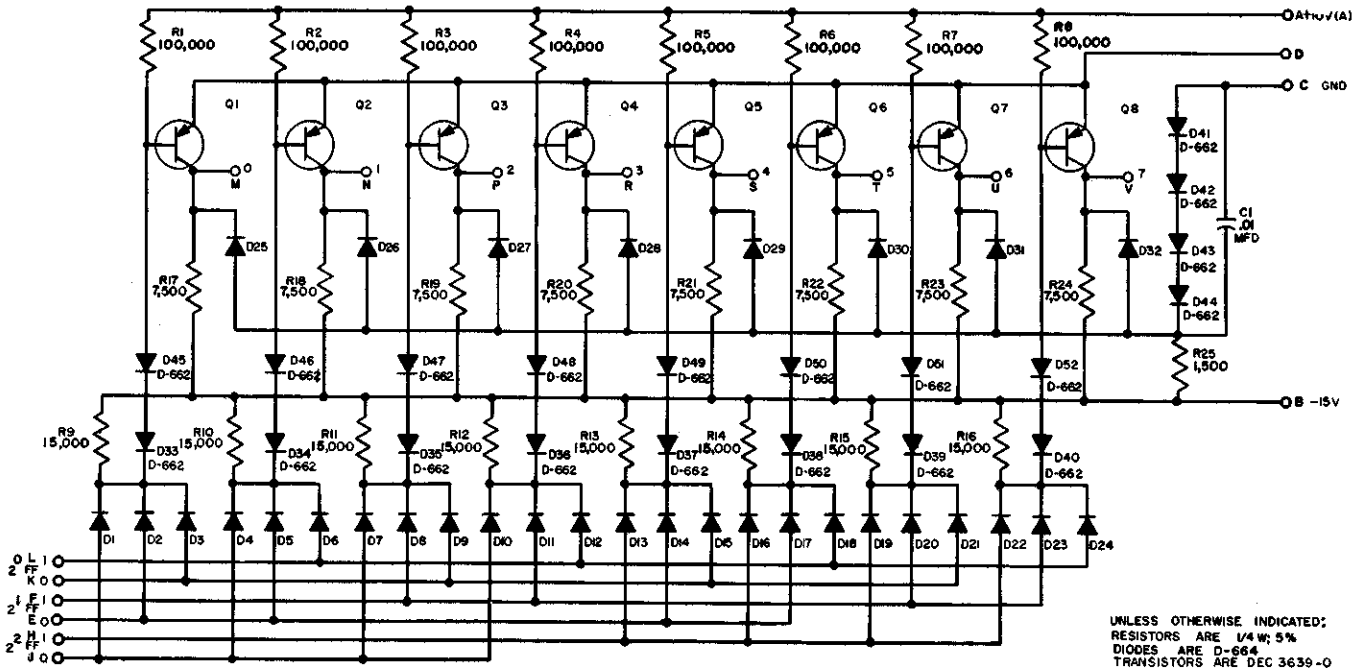 A+10V(A)
D
C GND
R1
100,000
R2
100,000
R3
100,000
R4
100,000
R5
100,000
R6
100,000
R7
100,000
R8
100,000
Q1
Q2
Q3
Q4
Q5
Q6
Q7
Q8
0
M
1
N
2
P
3
R
4
S
5
T
6
U
7
V
D41
D-662
D42
D-662
D43
D-662
D44
D-662
C1
.01
MFD
D25
D26
D27
D28
D29
D30
D31
D32
R17
7,500
R18
7,500
R19
7,500
R20
7,500
R21
7,500
R22
7,500
R23
7,500
R24
7,500
R25
1,500
D45
D-662
D46
D-662
D47
D-662
D48
D-662
D49
D-662
D50
D-662
D51
D-662
D52
D-662
B -15V
R9
15,000
R10
15,000
R11
15,000
R12
15,000
R13
15,000
R14
15,000
R15
15,000
R16
15,000
D33
D-662
D34
D-662
D35
D-662
D36
D-662
D37
D-662
D38
D-662
D39
D-662
D40
D-662
D1
D2
D3
D4
D5
D6
D7
D8
D9
D10
D11
D12
D13
D14
D15
D16
D17
D18
D19
D20
D21
D22
D23
D24
0 L 1
2 FF
K 0
1 F 1
2 FF
E 0
2 H 1
2 FF
J 0
UNLESS OTHERWISE INDICATED:
RESISTORS ARE 1/4 W; 5%
DIODES ARE D-664
TRANSISTORS ARE DEC 3639-0